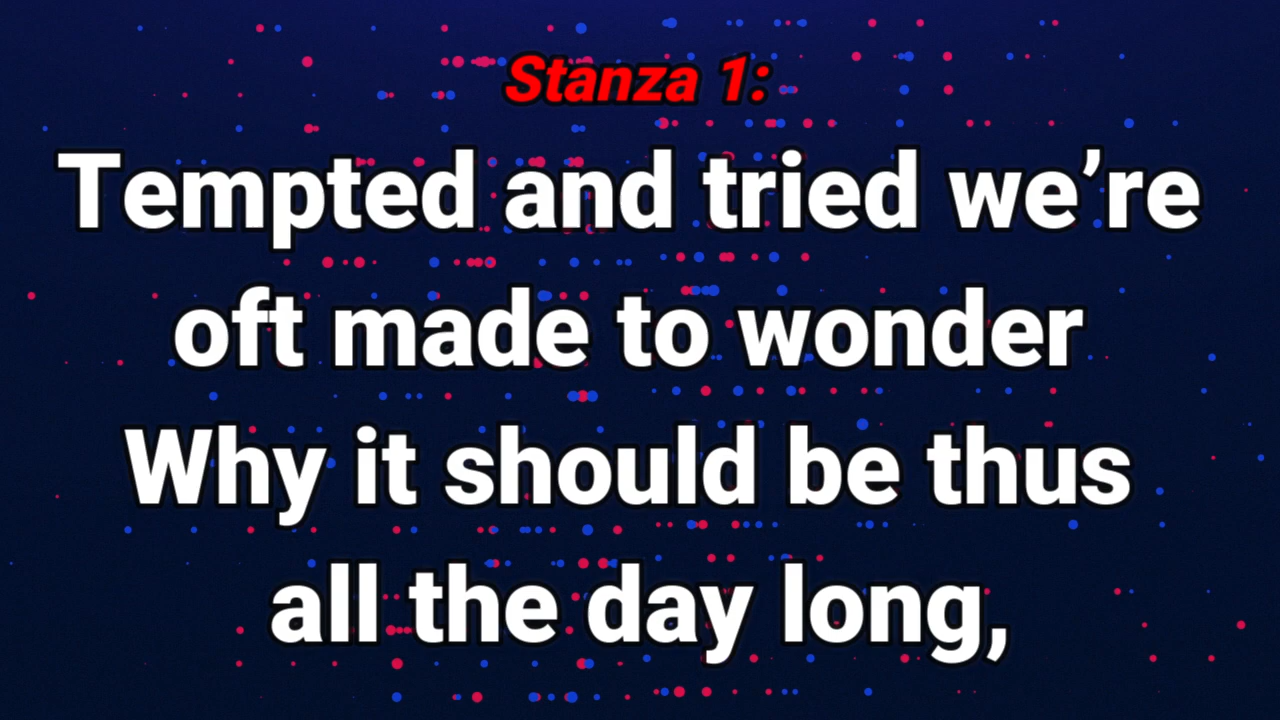 Stanza 1:
Tempted and tried we’re
oft made to wonder
Why it should be thus
all the day long,